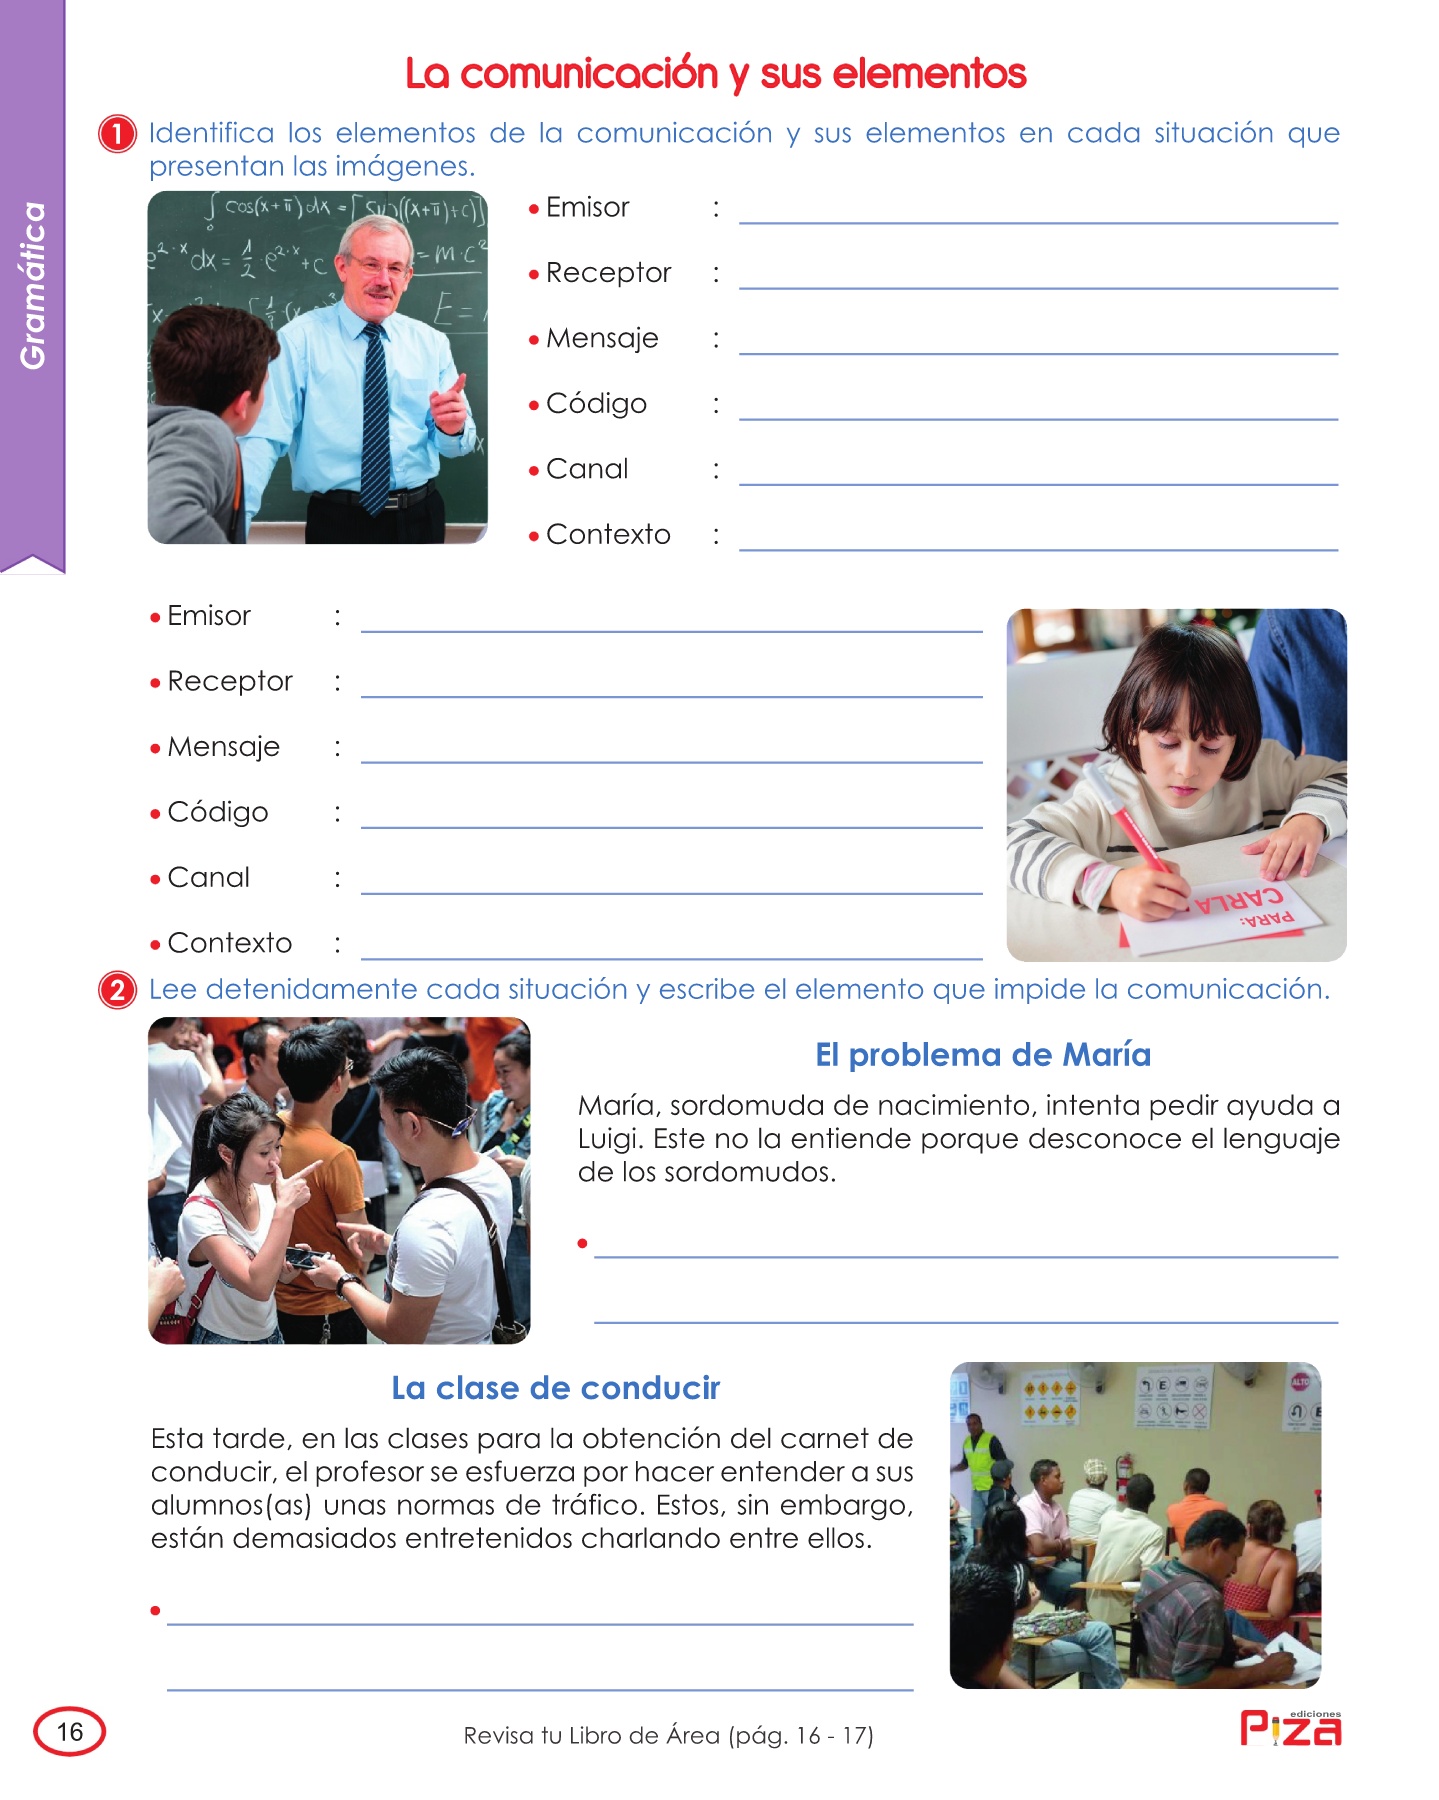 La comunicación y sus elementos
Gramática
1 Identifica los elementos de la comunicación y sus elementos en cada situación que
presentan las imágenes.
• Emisor :
• Receptor :
• Mensaje :
• Código :
• Canal :
• Contexto :
• Emisor :
• Receptor :
• Mensaje :
• Código :
• Canal :
• Contexto :
PARA:
CARLA
2 Lee detenidamente cada situación y escribe el elemento que impide la comunicación.
El problema de María
María, sordomuda de nacimiento, intenta pedir ayuda a
Luigi. Este no la entiende porque desconoce el lenguaje
de los sordomudos.
La clase de conducir
Esta tarde, en las clases para la obtención del carnet de
conducir, el profesor se esfuerza por hacer entender a sus
alumnos(as) unas normas de tráfico. Estos, sin embargo,
están demasiados entretenidos charlando entre ellos.
ALTO
16
Revisa tu Libro de Área (pág. 16 - 17)
ediciones
Piza